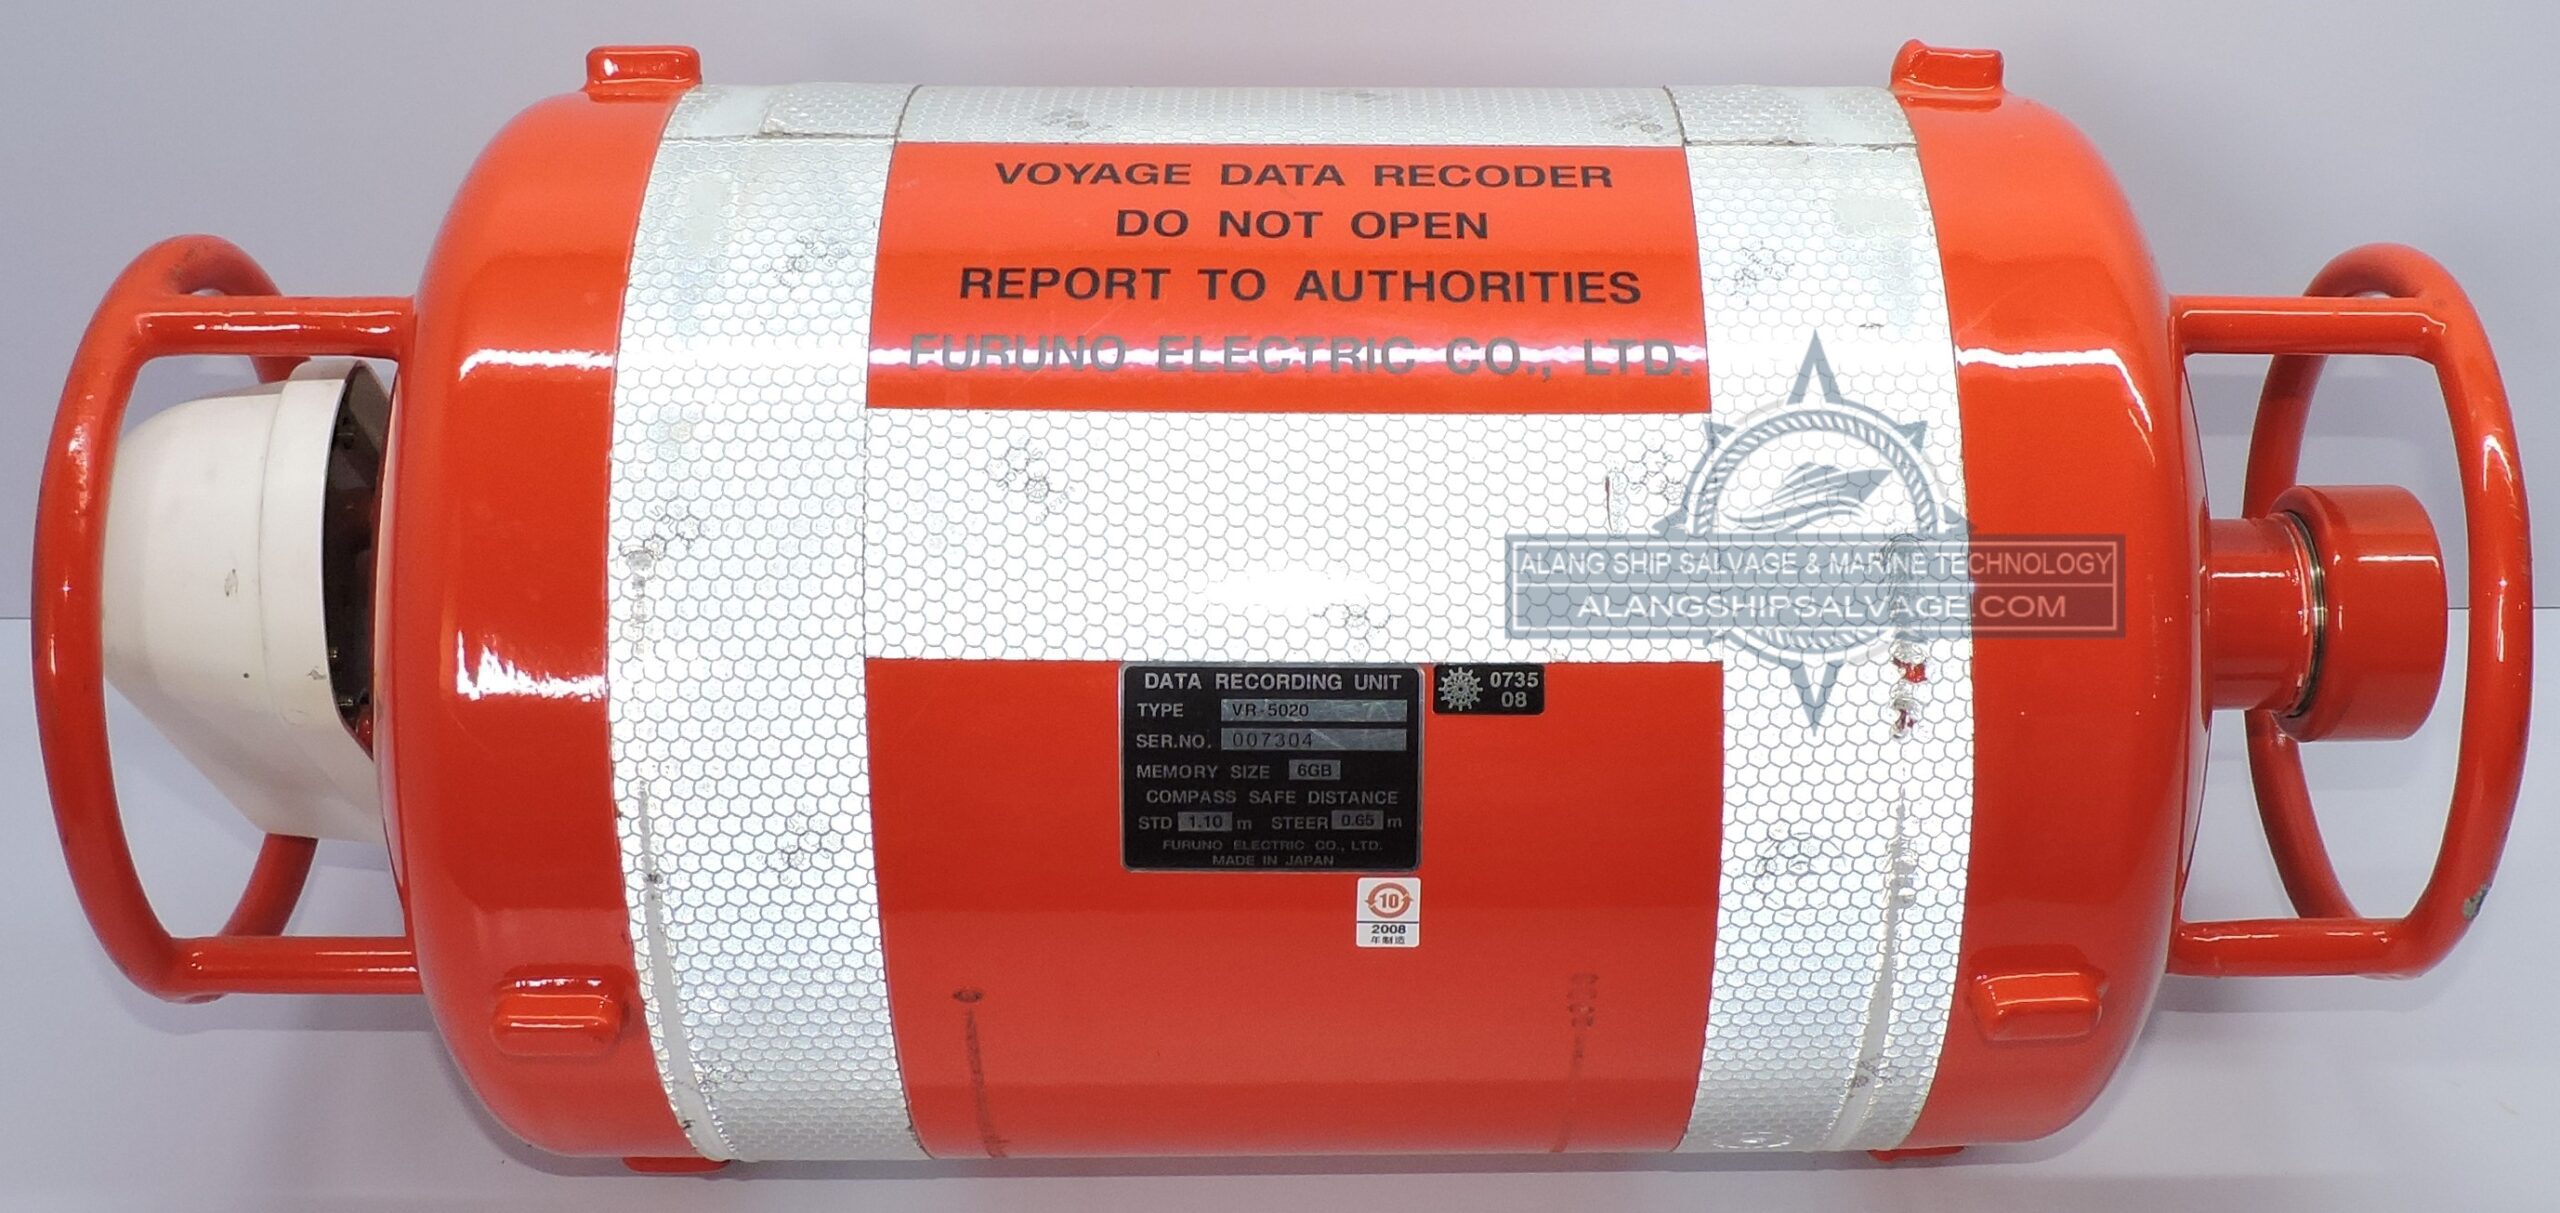 VOYAGE DATA RECODER
DO NOT OPEN
REPORT TO AUTHORITIES
FURUNO ELECTRIC CO., LTD.
ALANG SHIP SALVAGE & MARINE TECHNOLOGY
ALANGSHIPSALVAGE.COM
DATA RECORDING UNIT
TYPE VR-5020
SER.NO. 007304
MEMORY SIZE 6GB
COMPASS SAFE DISTANCE
STD 1.10 m STEER 0.65 m
FURUNO ELECTRIC CO., LTD.
MADE IN JAPAN
0735
08
10
2008
年制造